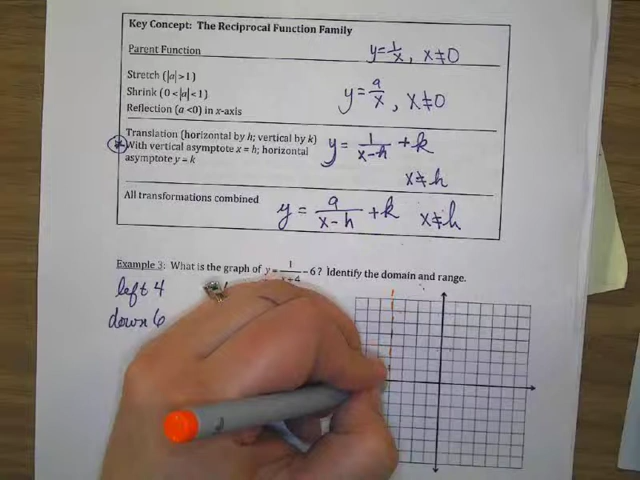 Key Concept: The Reciprocal Function Family
Parent Function y = 1/x, x ≠ 0
Stretch (|a| > 1)
Shrink (0 < |a| < 1) y = a/x, x ≠ 0
Reflection (a < 0) in x-axis
Translation (horizontal by h; vertical by k) y = 1/(x-h) + k
With vertical asymptote x = h; horizontal
asymptote y = k x ≠ h
All transformations combined y = a/(x-h) + k x ≠ h
Example 3: What is the graph of y = 1/(x+4) - 6? Identify the domain and range.
left 4
down 6